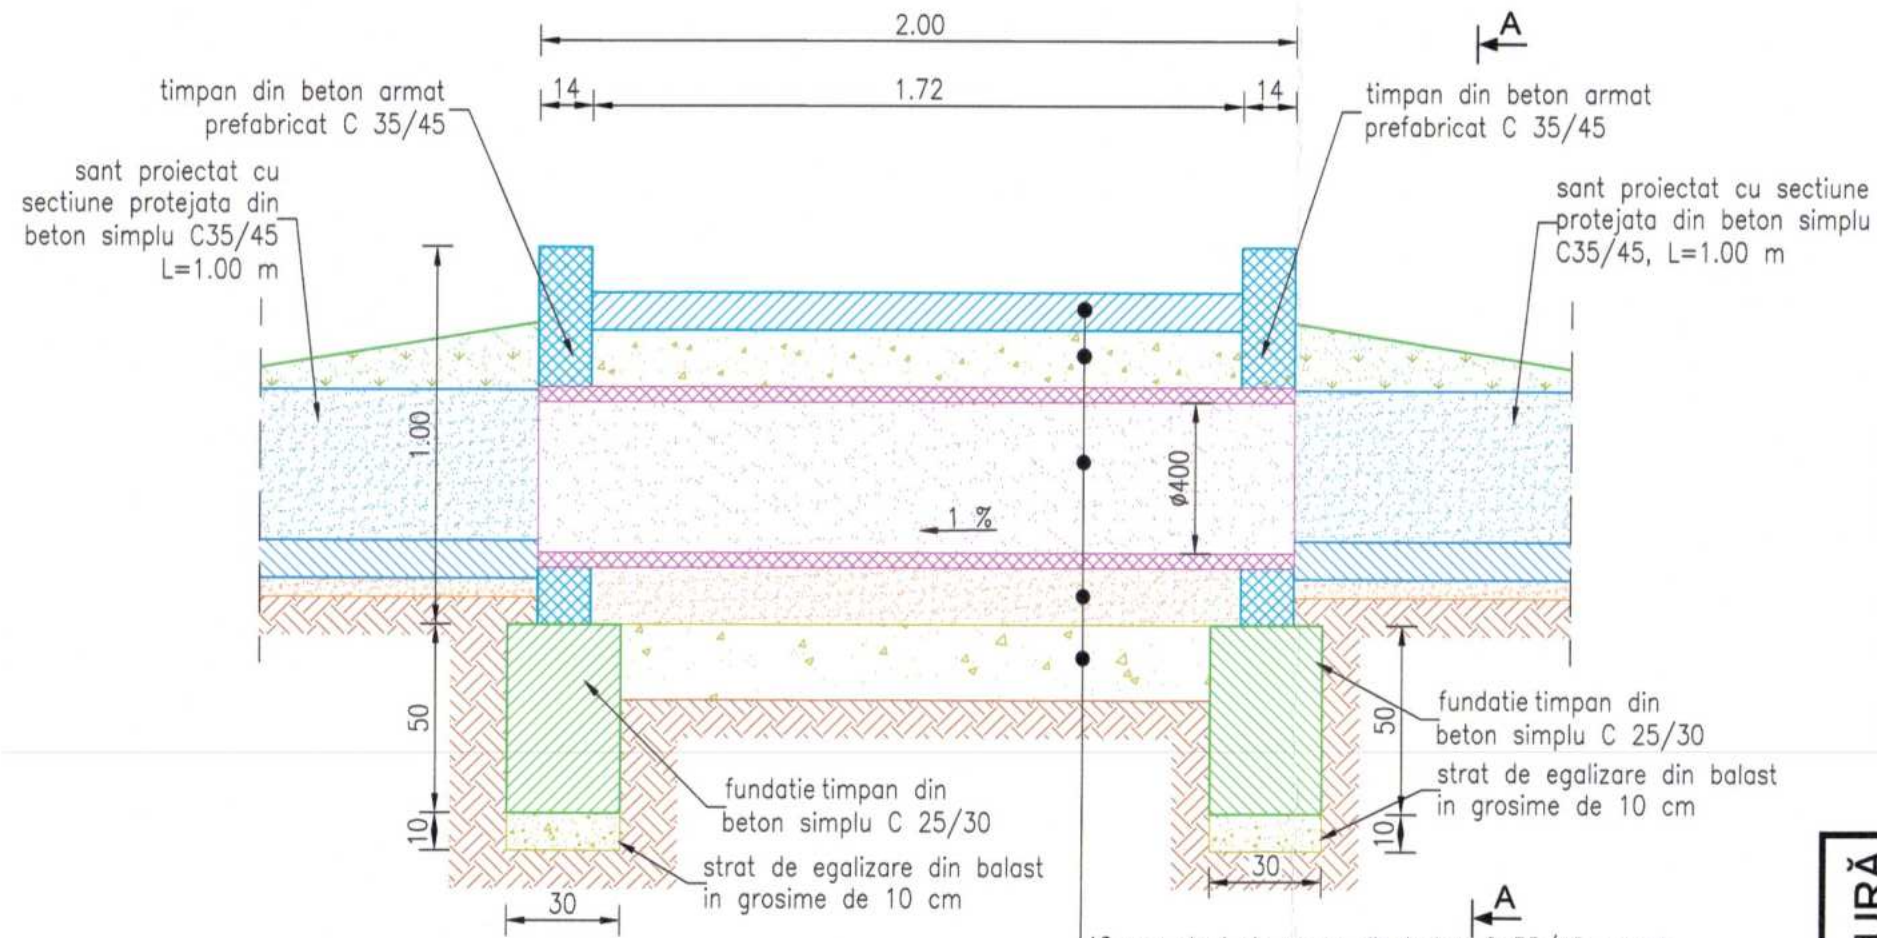 2.00
A
14
1.72
14
timpan din beton armat
prefabricat C 35/45
timpan din beton armat
prefabricat C 35/45
sant proiectat cu
sectiune protejata din
beton simplu C35/45
L=1.00 m
sant proiectat cu sectiune
protejata din beton simplu
C35/45, L=1.00 m
1.00
ø400
1 %
50
10
30
fundatie timpan din
beton simplu C 25/30
strat de egalizare din balast
in grosime de 10 cm
50
10
30
fundatie timpan din
beton simplu C 25/30
strat de egalizare din balast
in grosime de 10 cm
A